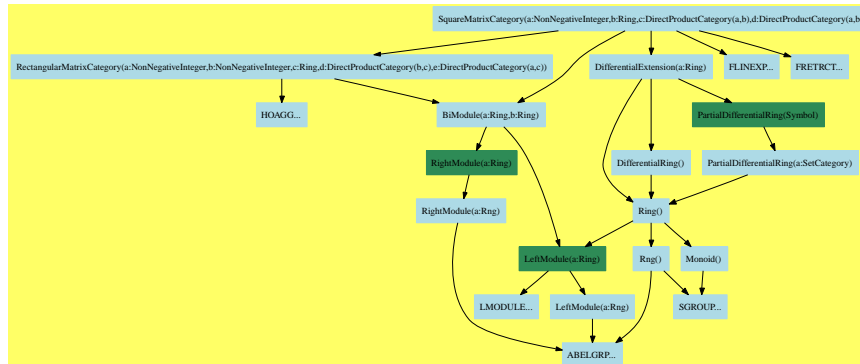 SquareMatrixCategory(a:NonNegativeInteger,b:Ring,c:DirectProductCategory(a,b),d:DirectProductCategory(a,b
RectangularMatrixCategory(a:NonNegativeInteger,b:NonNegativeInteger,c:Ring,d:DirectProductCategory(b,c),e:DirectProductCategory(a,c))
DifferentialExtension(a:Ring)
FLINEXP...
FRETRCT...
HOAGG...
BiModule(a:Ring,b:Ring)
PartialDifferentialRing(Symbol)
RightModule(a:Ring)
DifferentialRing()
PartialDifferentialRing(a:SetCategory)
RightModule(a:Rng)
Ring()
LeftModule(a:Ring)
Rng()
Monoid()
LMODULE...
LeftModule(a:Rng)
SGROUP...
ABELGRP...